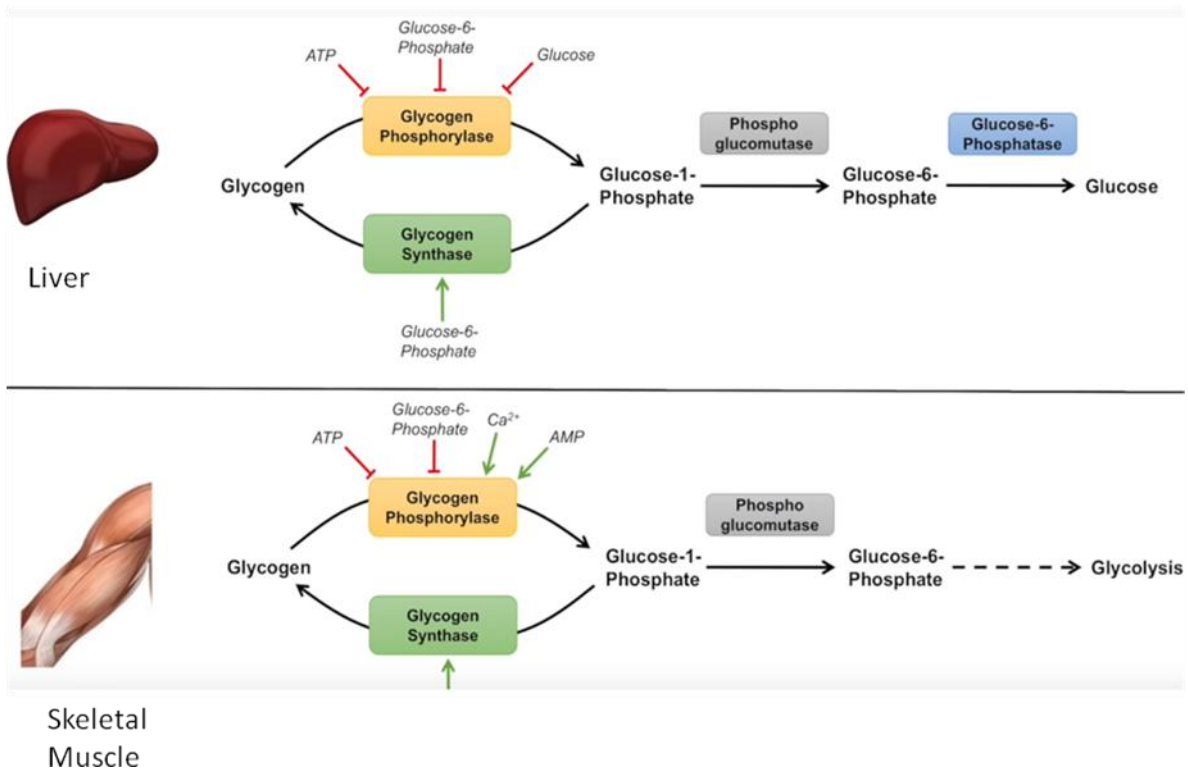 Glucose-6-
Phosphate
ATP
Glucose
Glycogen
Phosphorylase
Phospho
glucomutase
Glucose-6-
Phosphatase
Glycogen
Glucose-1-
Phosphate
Glucose-6-
Phosphate
Glucose
Glycogen
Synthase
Liver
Glucose-6-
Phosphate
Glucose-6-
Phosphate
Ca²⁺
ATP
AMP
Glycogen
Phosphorylase
Phospho
glucomutase
Glycogen
Glucose-1-
Phosphate
Glucose-6-
Phosphate
Glycolysis
Glycogen
Synthase
Skeletal
Muscle